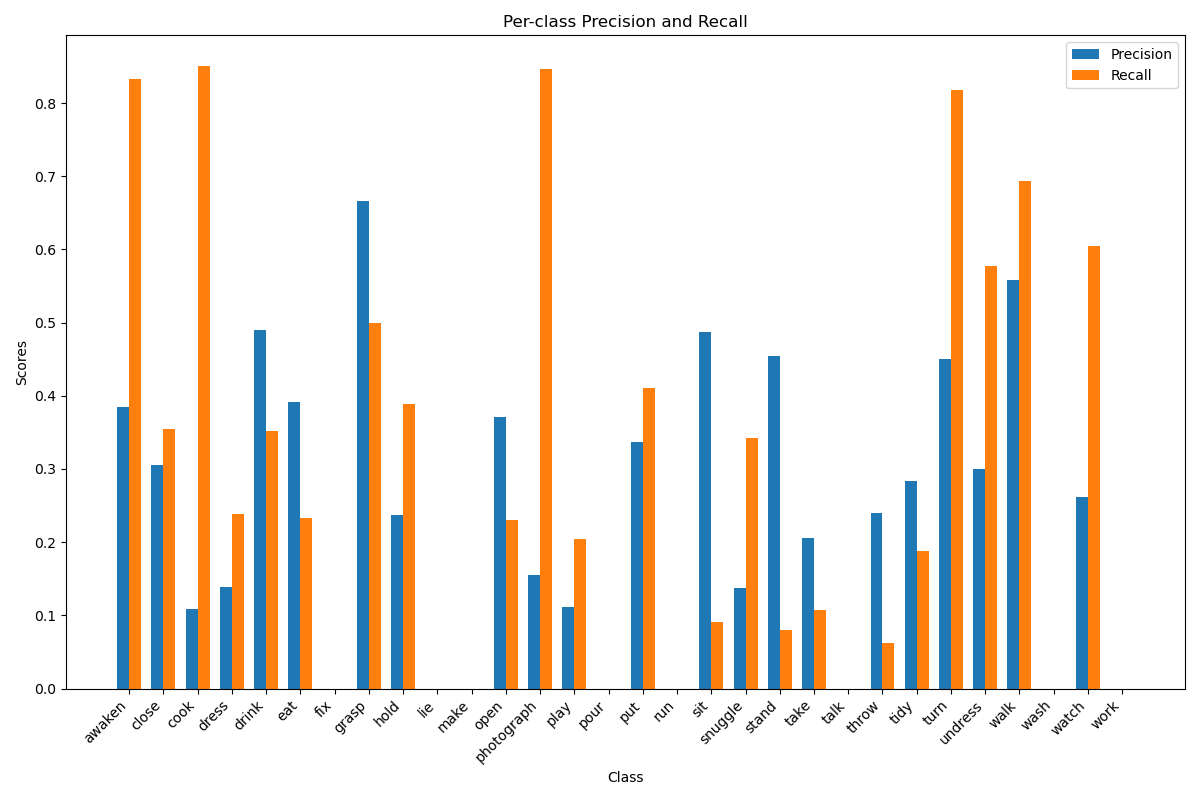 Per-class Precision and Recall
Precision
Recall
Scores
0.8
0.7
0.6
0.5
0.4
0.3
0.2
0.1
0.0
awaken
close
cook
dress
drink
eat
fix
grasp
hold
lie
make
open
photograph
play
pour
put
run
sit
snuggle
stand
take
talk
throw
tidy
turn
undress
walk
wash
watch
work
Class